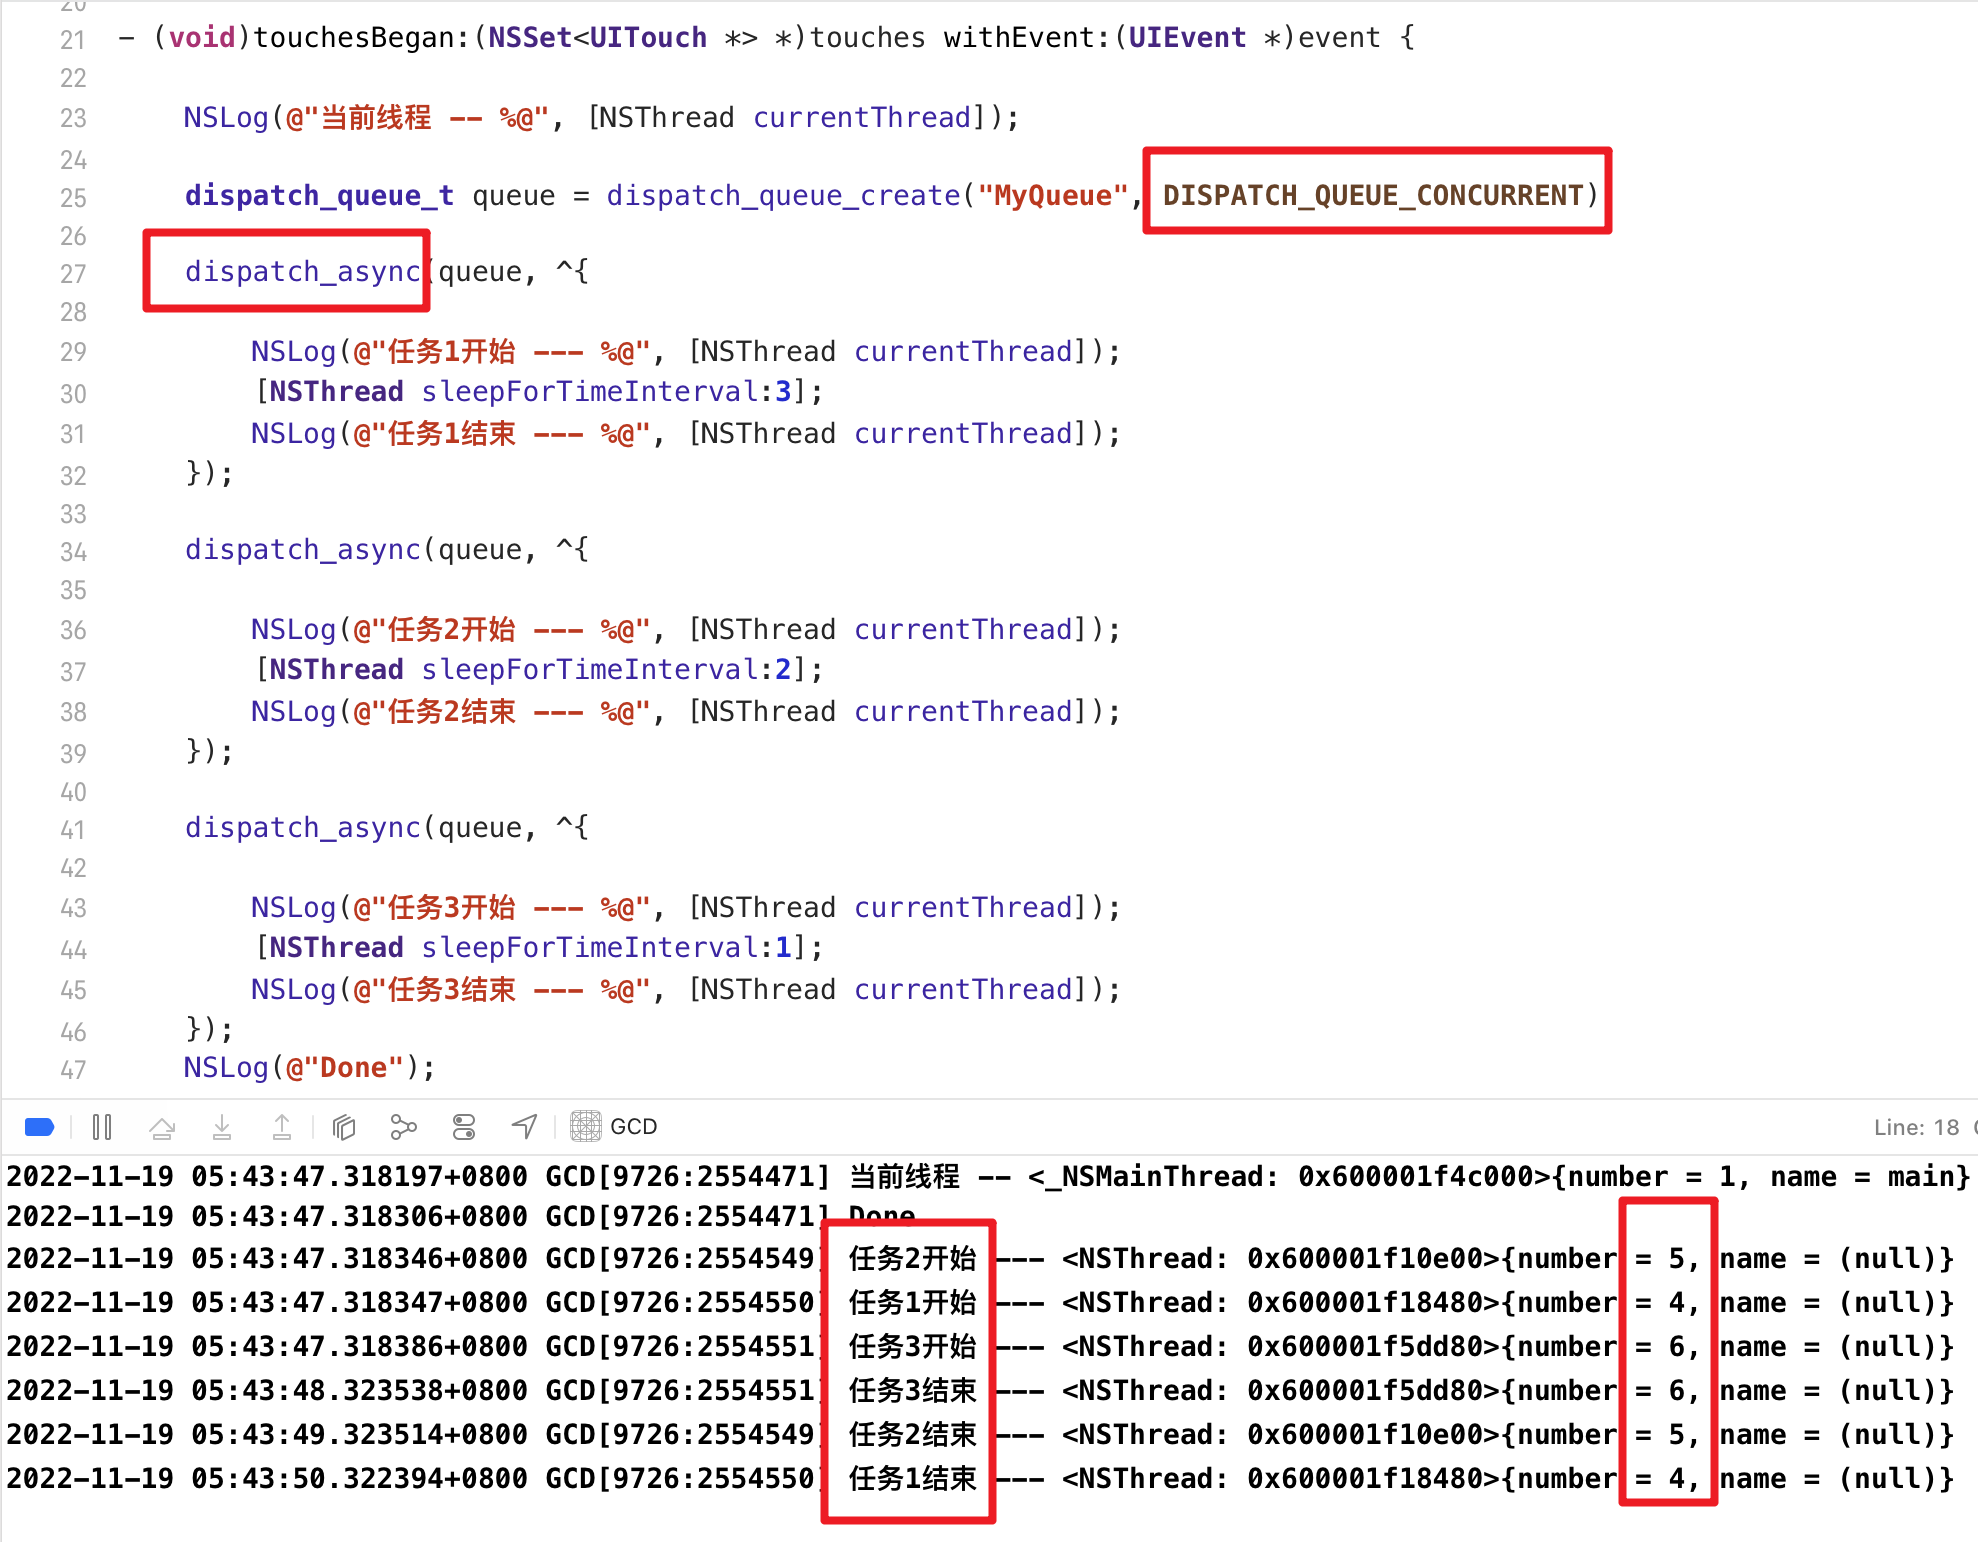 20
21 - (void)touchesBegan:(NSSet<UITouch *> *)touches withEvent:(UIEvent *)event {
22
23 NSLog(@"当前线程 -- %@", [NSThread currentThread]);
24
25 dispatch_queue_t queue = dispatch_queue_create("MyQueue", DISPATCH_QUEUE_CONCURRENT)
26
27 dispatch_async(queue, ^{
28
29 NSLog(@"任务1开始 --- %@", [NSThread currentThread]);
30 [NSThread sleepForTimeInterval:3];
31 NSLog(@"任务1结束 --- %@", [NSThread currentThread]);
32 });
33
34 dispatch_async(queue, ^{
35
36 NSLog(@"任务2开始 --- %@", [NSThread currentThread]);
37 [NSThread sleepForTimeInterval:2];
38 NSLog(@"任务2结束 --- %@", [NSThread currentThread]);
39 });
40
41 dispatch_async(queue, ^{
42
43 NSLog(@"任务3开始 --- %@", [NSThread currentThread]);
44 [NSThread sleepForTimeInterval:1];
45 NSLog(@"任务3结束 --- %@", [NSThread currentThread]);
46 });
47 NSLog(@"Done");
GCD
Line: 18
2022-11-19 05:43:47.318197+0800 GCD[9726:2554471] 当前线程 -- <_NSMainThread: 0x600001f4c000>{number = 1, name = main}
2022-11-19 05:43:47.318306+0800 GCD[9726:2554471] Done
2022-11-19 05:43:47.318346+0800 GCD[9726:2554549] 任务2开始 --- <NSThread: 0x600001f10e00>{number = 5, name = (null)}
2022-11-19 05:43:47.318347+0800 GCD[9726:2554550] 任务1开始 --- <NSThread: 0x600001f18480>{number = 4, name = (null)}
2022-11-19 05:43:47.318386+0800 GCD[9726:2554551] 任务3开始 --- <NSThread: 0x600001f5dd80>{number = 6, name = (null)}
2022-11-19 05:43:48.323538+0800 GCD[9726:2554551] 任务3结束 --- <NSThread: 0x600001f5dd80>{number = 6, name = (null)}
2022-11-19 05:43:49.323514+0800 GCD[9726:2554549] 任务2结束 --- <NSThread: 0x600001f10e00>{number = 5, name = (null)}
2022-11-19 05:43:50.322394+0800 GCD[9726:2554550] 任务1结束 --- <NSThread: 0x600001f18480>{number = 4, name = (null)}